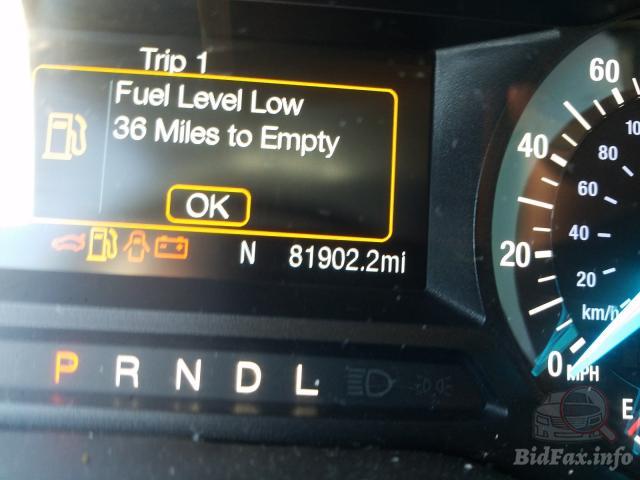 Trip 1
Fuel Level Low
36 Miles to Empty
OK
N 81902.2mi
P R N D L
60
40
20
0
MPH
10
80
60
40
20
km/h
E
BidFax.info